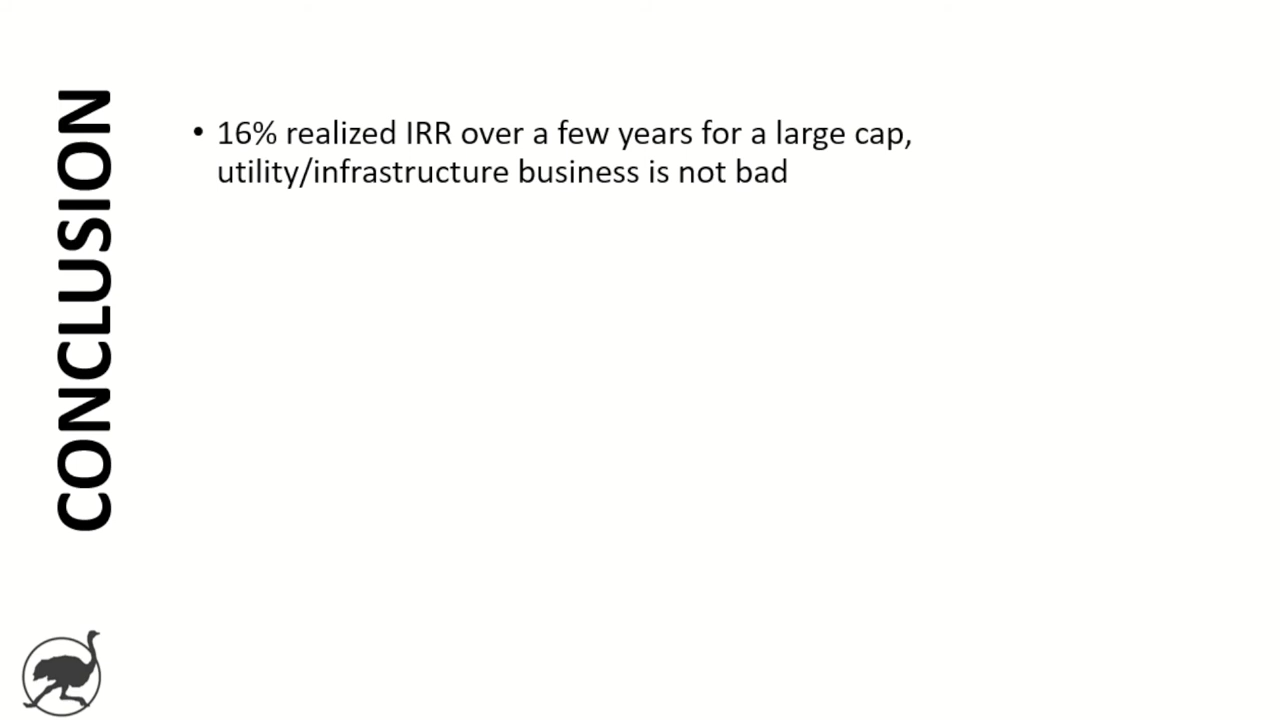 CONCLUSION
• 16% realized IRR over a few years for a large cap,
utility/infrastructure business is not bad